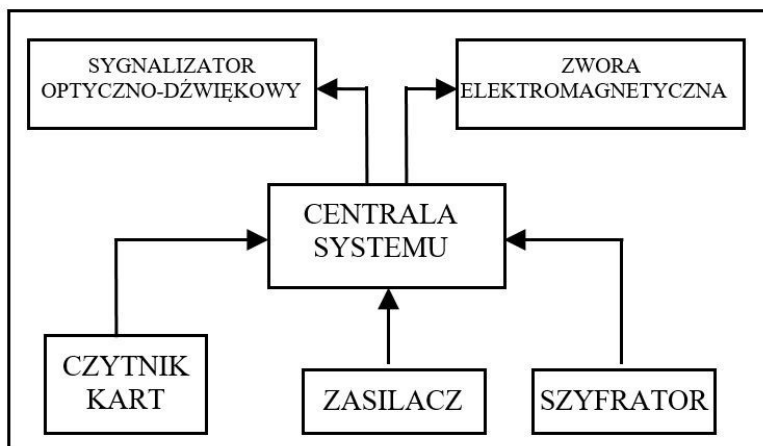 SYGNALIZATOR
OPTYCZNO-DŹWIĘKOWY
ZWORA
ELEKTROMAGNETYCZNA
CENTRALA
SYSTEMU
CZYTNIK
KART
ZASILACZ
SZYFRATOR